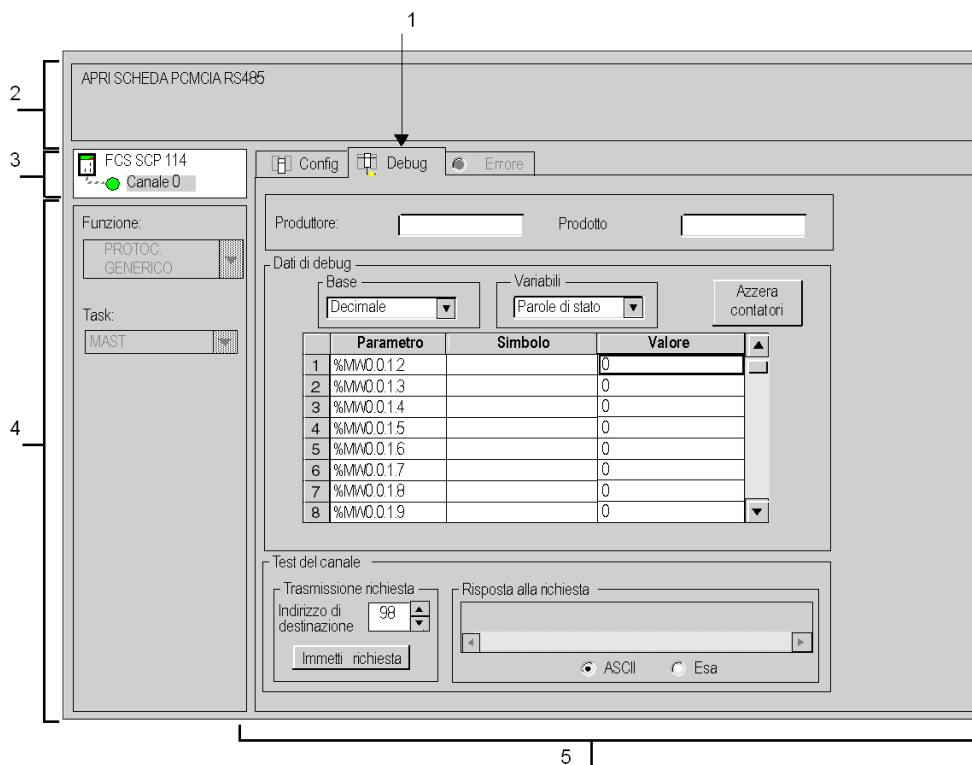 1
2
APRI SCHEDA PCMCIA RS485
3
FCS SCP 114
Canale 0
Config
Debug
Errore
4
Funzione:
PROTOC.
GENERICO
Task:
MAST
Produttore:
Prodotto
Dati di debug
Base
Decimale
Variabili
Parole di stato
Azzera
contatori
Parametro Simbolo Valore
1 %MW0.0.1.2 0
2 %MW0.0.1.3 0
3 %MW0.0.1.4 0
4 %MW0.0.1.5 0
5 %MW0.0.1.6 0
6 %MW0.0.1.7 0
7 %MW0.0.1.8 0
8 %MW0.0.1.9 0
Test del canale
Trasmissione richiesta
Indirizzo di
destinazione
98
Immetti richiesta
Risposta alla richiesta
ASCII
Esa
5